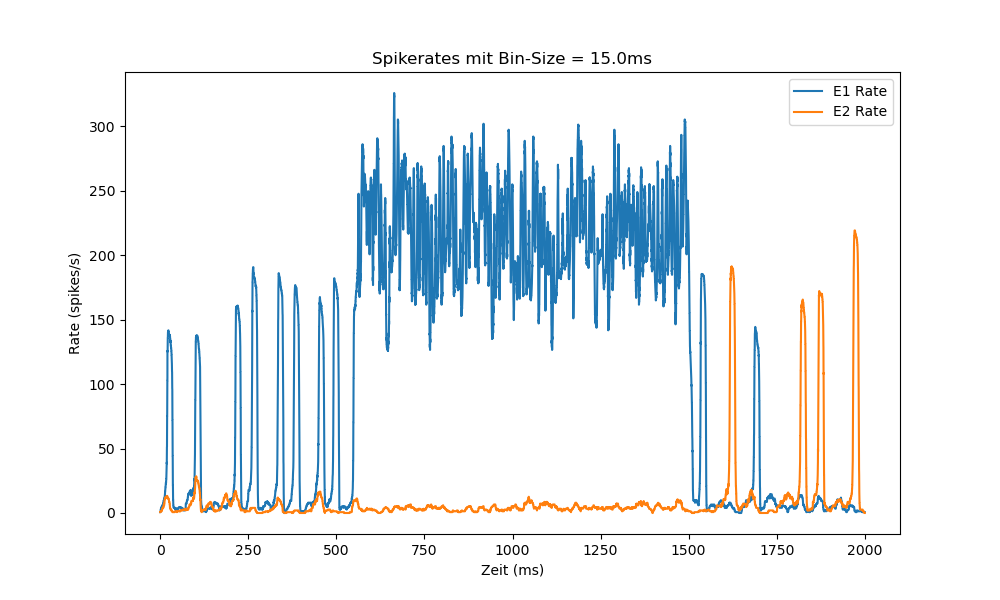 Spikerates mit Bin-Size = 15.0ms
E1 Rate
E2 Rate
300
250
200
150
100
50
0
Rate (spikes/s)
0 250 500 750 1000 1250 1500 1750 2000
Zeit (ms)